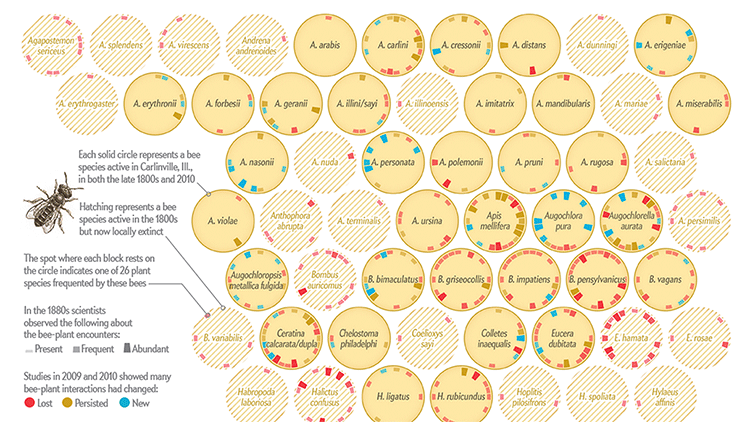 Agapostemon
sericeus
A. splendens
A. virescens
Andrena
andrenoides
A. arabis
A. carlini
A. cressonii
A. distans
A. dunningi
A. erigeniae
A. erythrogaster
A. erythronii
A. forbesii
A. geranii
A. illini/sayi
A. illinoensis
A. imitatrix
A. mandibularis
A. mariae
A. miserabilis
Each solid circle represents a bee
species active in Carlinville, Ill.,
in both the late 1800s and 2010
A. nasonii
A. nuda
A. personata
A. polemonii
A. pruni
A. rugosa
A. salictaria
Hatching represents a bee
species active in the 1800s
but now locally extinct
A. violae
Anthophora
abrupta
A. terminalis
A. ursina
Apis
mellifera
Augochlora
pura
Augochlorella
aurata
A. persimilis
The spot where each block rests on
the circle indicates one of 26 plant
species frequented by these bees
Augochloropsis
metallica fulgida
Bombus
auricomus
B. bimaculatus
B. griseocollis
B. impatiens
B. pensylvanicus
B. vagans
In the 1880s scientists
observed the following about
the bee-plant encounters:
Present Frequent Abundant
B. variabilis
Ceratina
calcarata/dupla
Chelostoma
philadelphi
Coelioxys
sayi
Colletes
inaequalis
Eucera
dubitata
E. hamata
E. rosae
Studies in 2009 and 2010 showed many
bee-plant interactions had changed:
Lost Persisted New
Habropoda
laboriosa
Halictus
confusus
H. ligatus
H. rubicundus
Hoplitis
pilosifrons
H. spoliata
Hylaeus
affinis